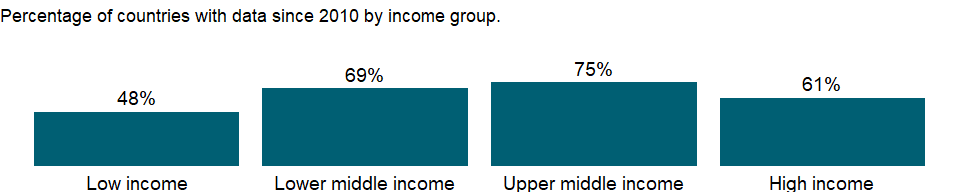 Percentage of countries with data since 2010 by income group.
48%
69%
75%
61%
Low income
Lower middle income
Upper middle income
High income